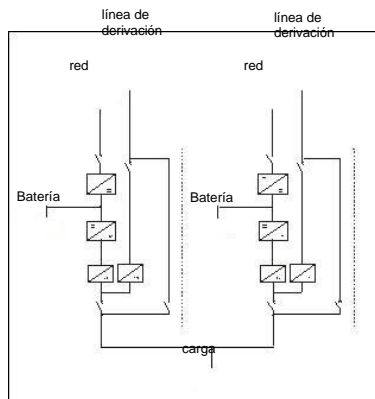 línea de
derivación
línea de
derivación
red
red
Batería
Batería
carga